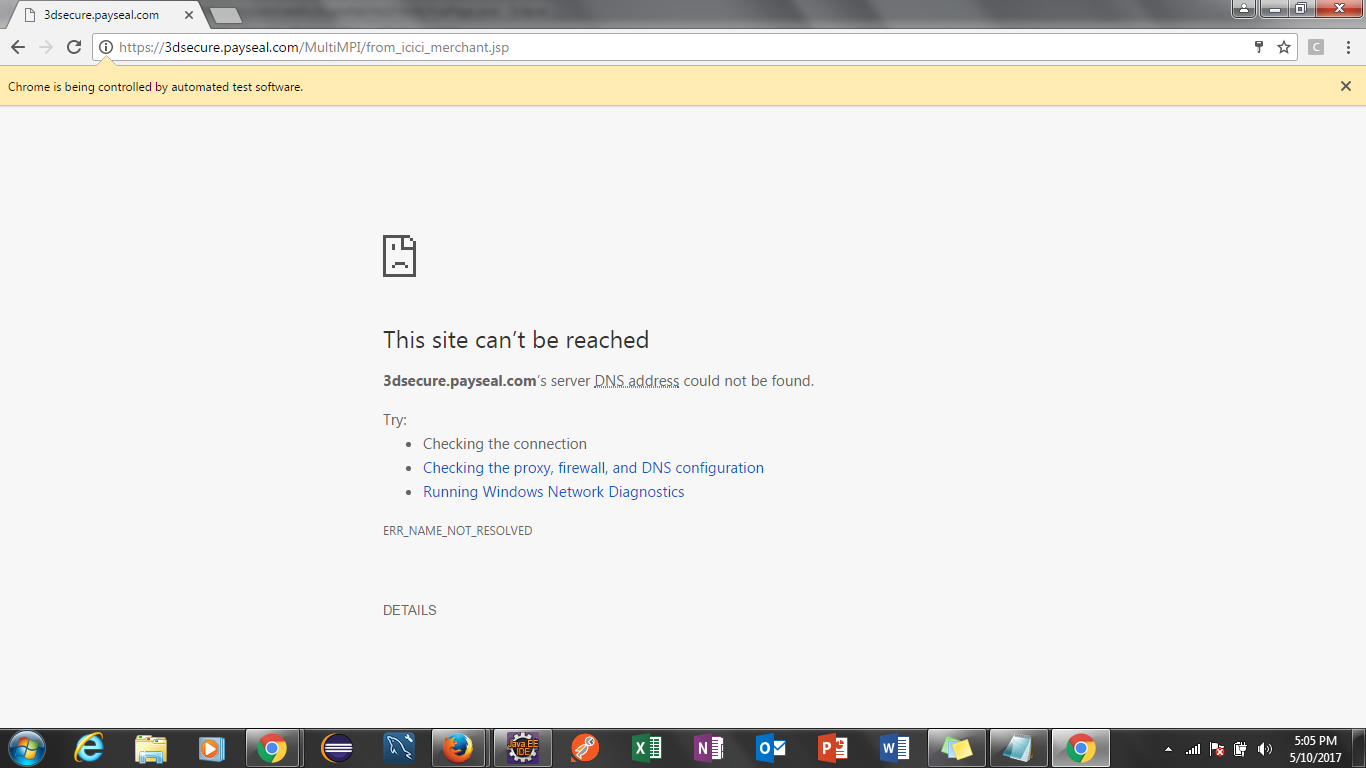 3dsecure.payseal.com
https://3dsecure.payseal.com/MultiMPI/from_icici_merchant.jsp
C
Chrome is being controlled by automated test software.
This site can't be reached
3dsecure.payseal.com's server DNS address could not be found.
Try:
Checking the connection
Checking the proxy, firewall, and DNS configuration
Running Windows Network Diagnostics
ERR_NAME_NOT_RESOLVED
DETAILS
Java EE
IDE
5:05 PM
5/10/2017